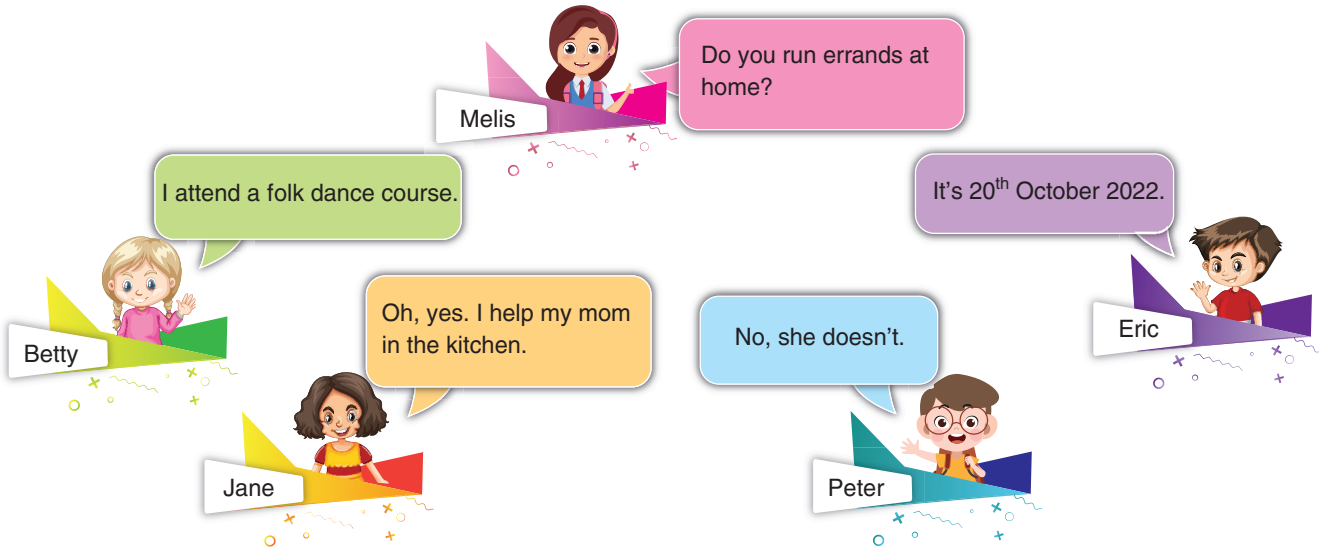 Do you run errands at
home?
Melis
I attend a folk dance course.
It's 20th October 2022.
Betty
Oh, yes. I help my mom
in the kitchen.
No, she doesn't.
Eric
Jane
Peter